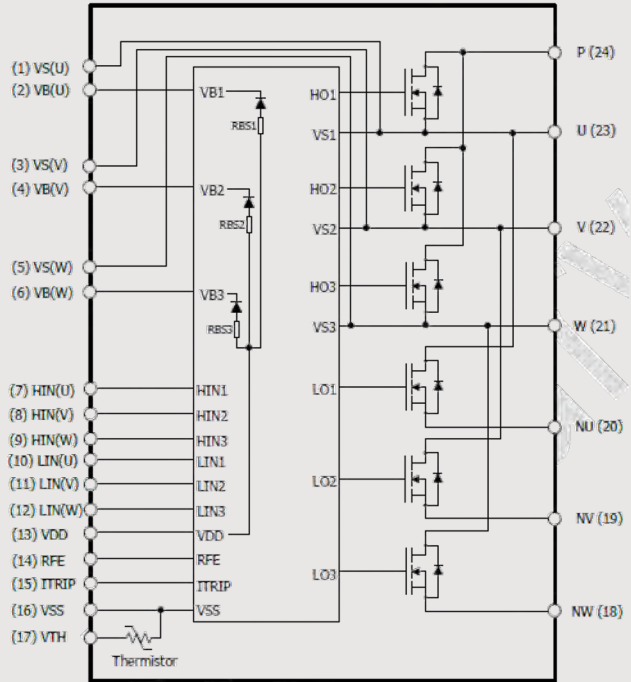 (1) VS(U)
(2) VB(U)
(3) VS(V)
(4) VB(V)
(5) VS(W)
(6) VB(W)
(7) HIN(U)
(8) HIN(V)
(9) HIN(W)
(10) LIN(U)
(11) LIN(V)
(12) LIN(W)
(13) VDD
(14) RFE
(15) ITRIP
(16) VSS
(17) VTH
Thermistor
VB1
RBS1
VB2
RBS2
VB3
RBS3
HIN1
HIN2
HIN3
LIN1
LIN2
LIN3
VDD
RFE
ITRIP
VSS
HO1
VS1
HO2
VS2
HO3
VS3
LO1
LO2
LO3
P (24)
U (23)
V (22)
W (21)
NU (20)
NV (19)
NW (18)